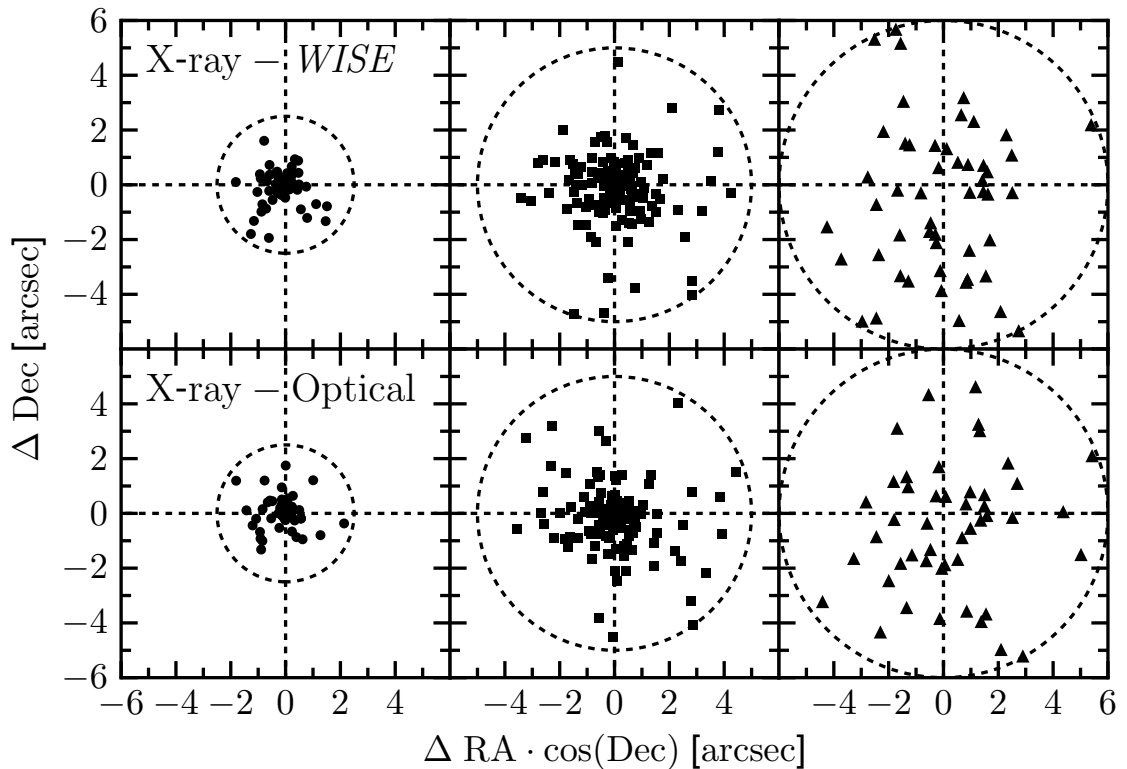 X-ray – WISE
6
4
2
0
−2
−4
X-ray – Optical
4
2
0
−2
−4
−6
Δ Dec [arcsec]
−6 −4 −2 0 2 4 −4 −2 0 2 4 −4 −2 0 2 4 6
Δ RA · cos(Dec) [arcsec]